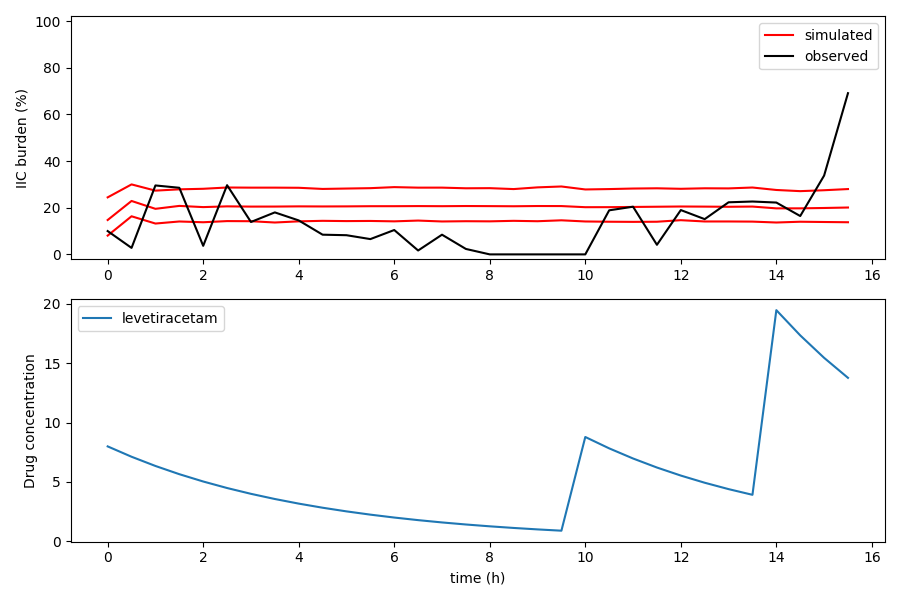 100
80
60
40
20
0
IIC burden (%)
simulated
observed
0 2 4 6 8 10 12 14 16
20
15
10
5
0
Drug concentration
levetiracetam
0 2 4 6 8 10 12 14 16
time (h)